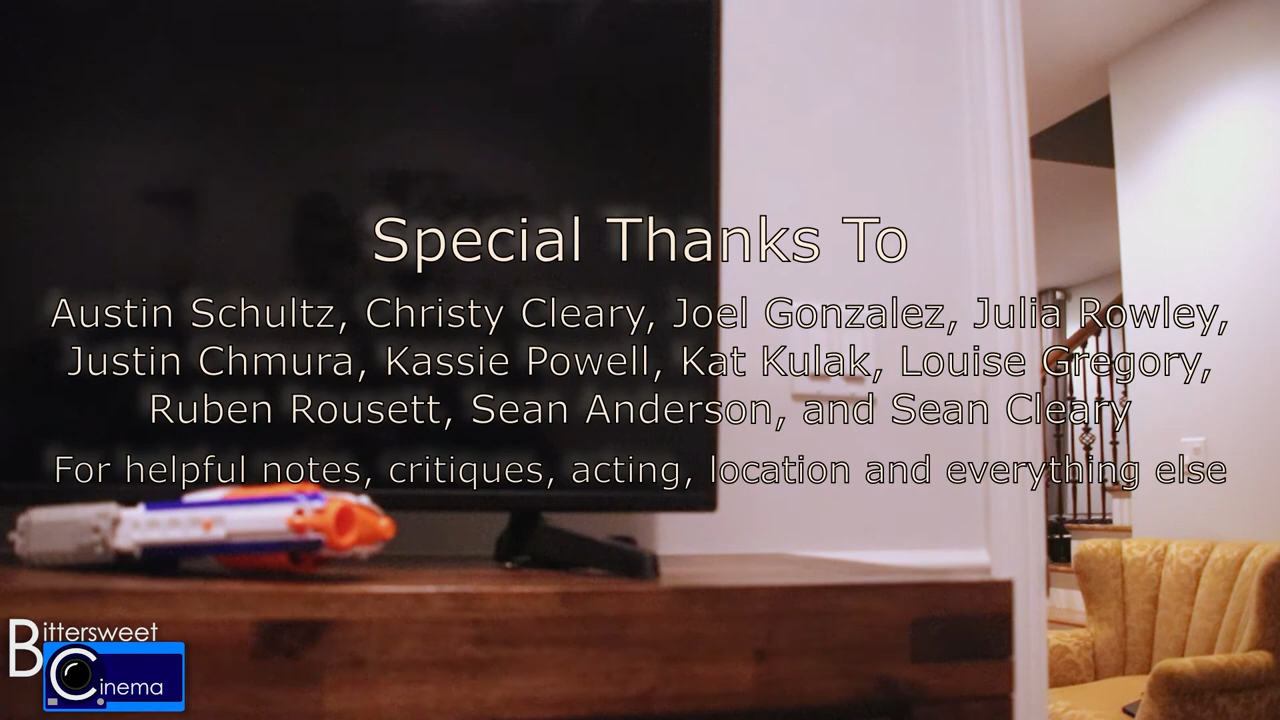 Special Thanks To
Austin Schultz, Christy Cleary, Joel Gonzalez, Julia Rowley,
Justin Chmura, Kassie Powell, Kat Kulak, Louise Gregory,
Ruben Rousett, Sean Anderson, and Sean Cleary
For helpful notes, critiques, acting, location and everything else
Bittersweet
Cinema